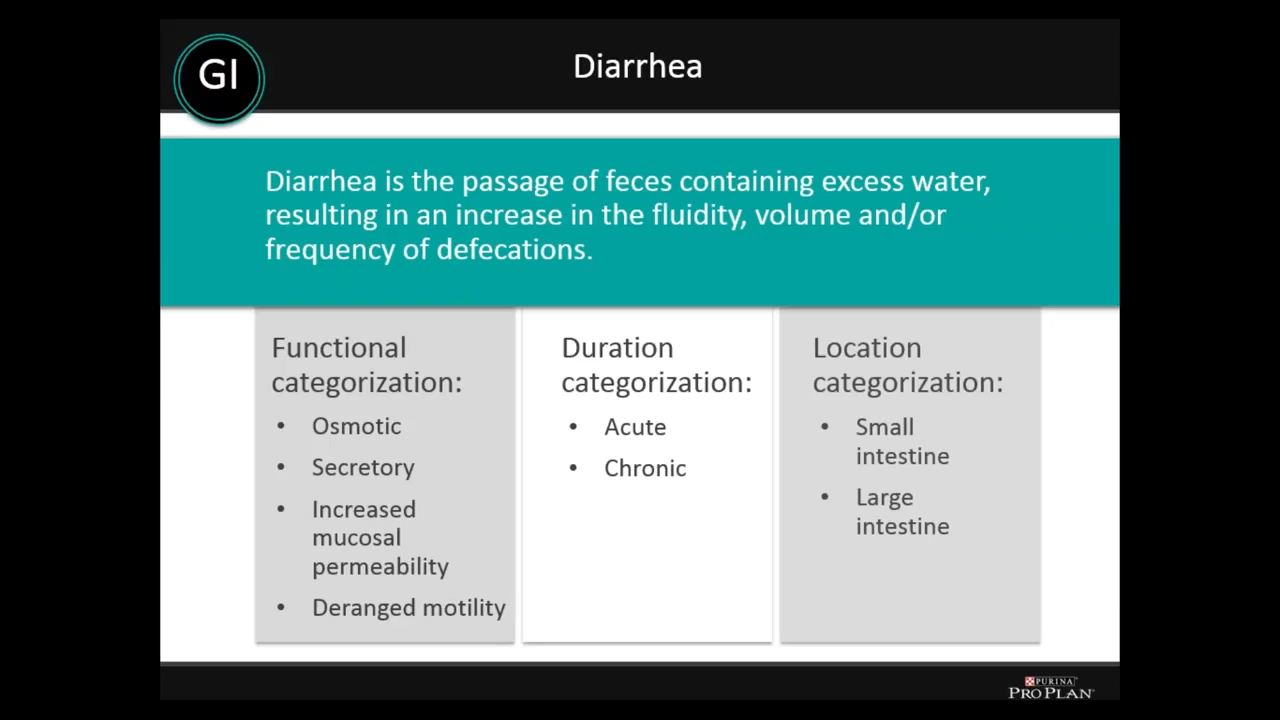 GI
Diarrhea
Diarrhea is the passage of feces containing excess water,
resulting in an increase in the fluidity, volume and/or
frequency of defecations.
Functional
categorization:
• Osmotic
• Secretory
• Increased
mucosal
permeability
• Deranged motility
Duration
categorization:
• Acute
• Chronic
Location
categorization:
• Small
intestine
• Large
intestine
PURINA
PRO PLAN